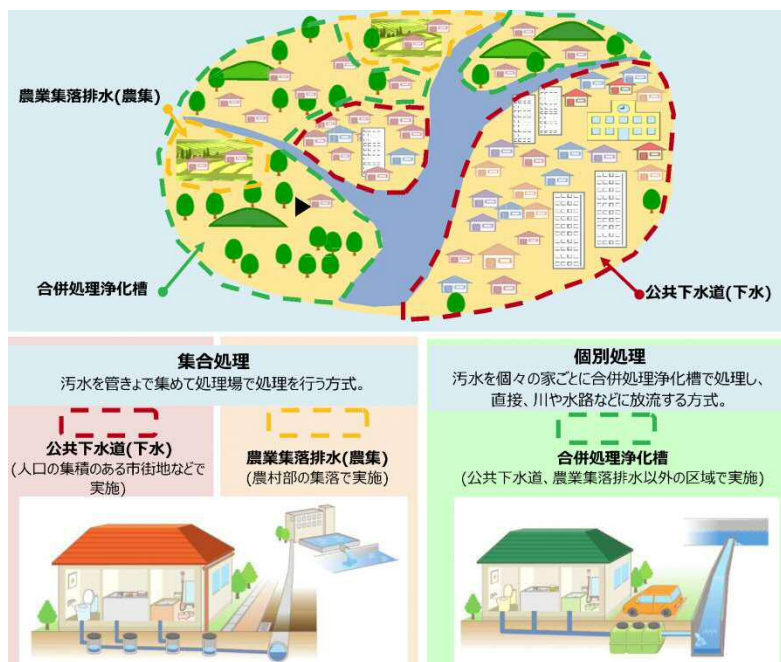 農業集落排水(農集)
合併処理浄化槽
公共下水道(下水)
集合処理
汚水を管きょで集めて処理場で処理を行う方式。
公共下水道(下水)
(人口の集積のある市街地などで
実施)
農業集落排水(農集)
(農村部の集落で実施)
個別処理
汚水を個々の家ごとに合併処理浄化槽で処理し、
直接、川や水路などに放流する方式。
合併処理浄化槽
(公共下水道、農業集落排水以外の区域で実施)